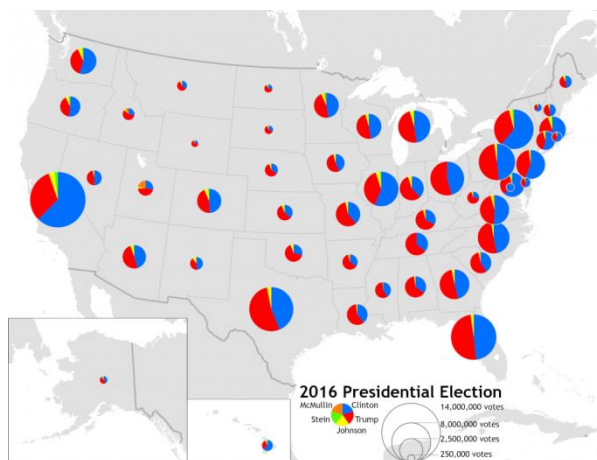 2016 Presidential Election
McMullin Clinton
Stein Trump
Johnson
14,000,000 votes
8,000,000 votes
2,500,000 votes
250,000 votes